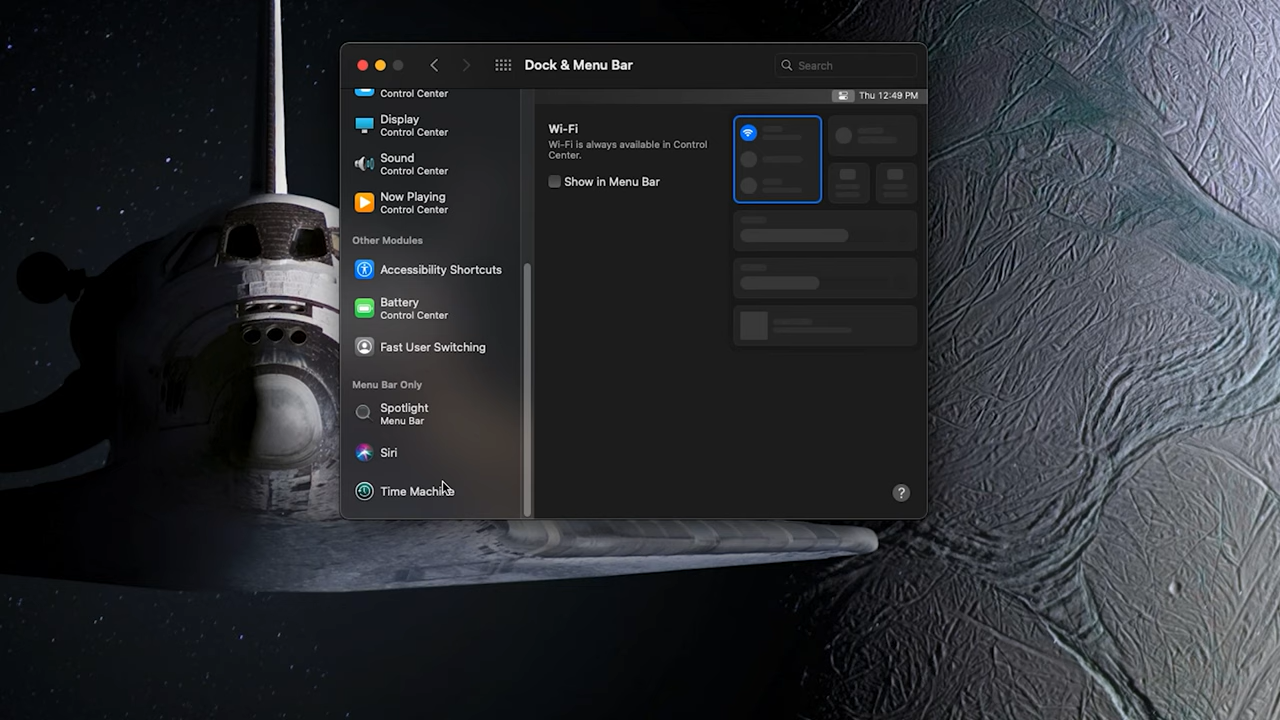 Dock & Menu Bar
Search
Thu 12:49 PM
Control Center
Display
Control Center
Sound
Control Center
Now Playing
Control Center
Other Modules
Accessibility Shortcuts
Battery
Control Center
Fast User Switching
Menu Bar Only
Spotlight
Menu Bar
Siri
Time Machine
Wi-Fi
Wi-Fi is always available in Control
Center.
Show in Menu Bar
?